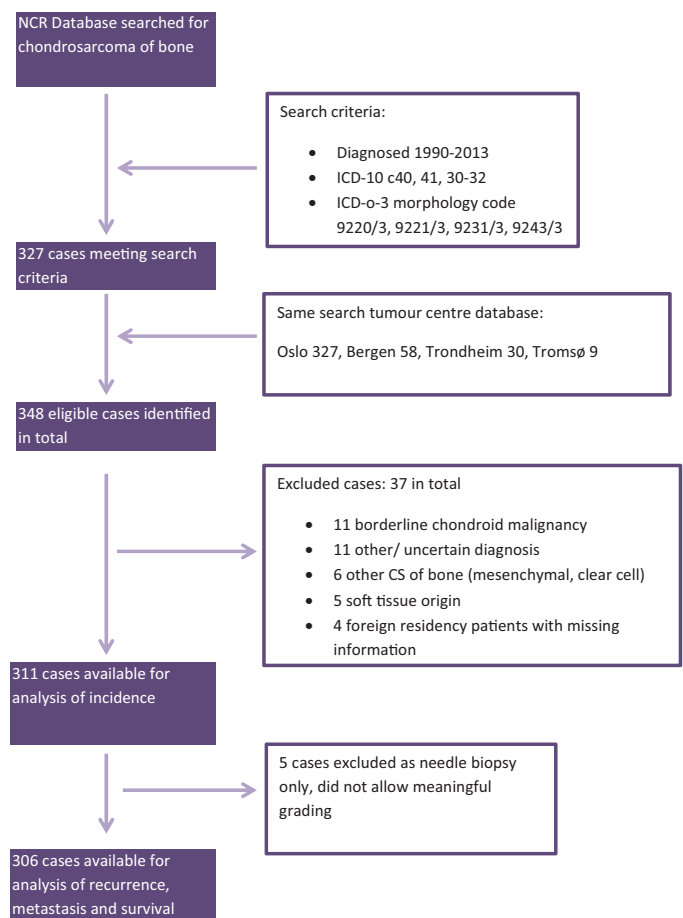 NCR Database searched for
chondrosarcoma of bone
Search criteria:
• Diagnosed 1990-2013
• ICD-10 c40, 41, 30-32
• ICD-o-3 morphology code
9220/3, 9221/3, 9231/3, 9243/3
327 cases meeting search
criteria
Same search tumour centre database:
Oslo 327, Bergen 58, Trondheim 30, Tromsø 9
348 eligible cases identified
in total
Excluded cases: 37 in total
• 11 borderline chondroid malignancy
• 11 other/ uncertain diagnosis
• 6 other CS of bone (mesenchymal, clear cell)
• 5 soft tissue origin
• 4 foreign residency patients with missing
information
311 cases available for
analysis of incidence
5 cases excluded as needle biopsy
only, did not allow meaningful
grading
306 cases available for
analysis of recurrence,
metastasis and survival